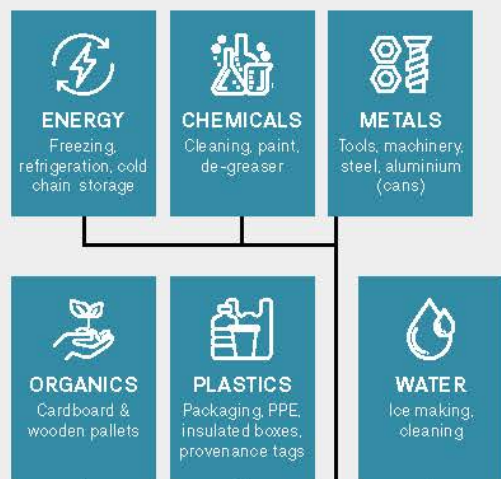 ENERGY
Freezing,
refrigeration, cold
chain storage
CHEMICALS
Cleaning, paint,
de-greaser
METALS
Tools, machinery,
steel, aluminium
(cans)
ORGANICS
Cardboard &
wooden pallets
PLASTICS
Packaging, PPE,
insulated boxes,
provenance tags
WATER
Ice making,
cleaning